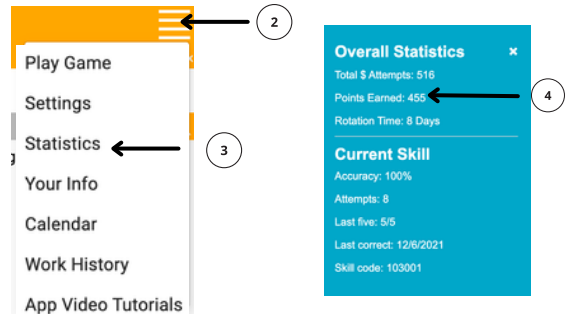 2
Play Game
Settings
Statistics
3
Your Info
Calendar
Work History
App Video Tutorials
Overall Statistics ×
Total $ Attempts: 516
Points Earned: 455
4
Rotation Time: 8 Days
Current Skill
Accuracy: 100%
Attempts: 8
Last five: 5/5
Last correct: 12/6/2021
Skill code: 103001